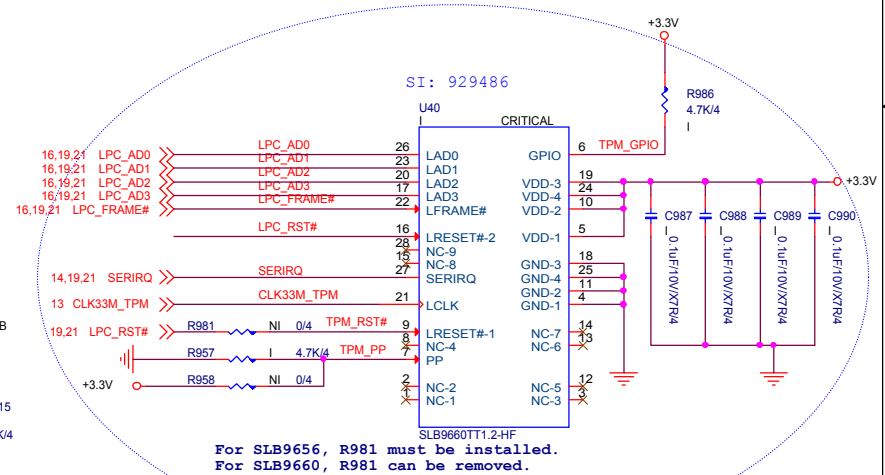 +3.3V
SI: 929486
R986
4.7K/4
I
U40
I
CRITICAL
16,19,21 LPC_AD0 LPC_AD0 26 LAD0 GPIO 6 TPM_GPIO
16,19,21 LPC_AD1 LPC_AD1 23 LAD1
16,19,21 LPC_AD2 LPC_AD2 20 LAD2 VDD-3 19 +3.3V
16,19,21 LPC_AD3 LPC_AD3 17 LAD3 VDD-4 24
16,19,21 LPC_FRAME# LPC_FRAME# 22 LFRAME# VDD-2 10
C987 C988 C989 C990
I I I I
0.1uF/10V/X7R/4 0.1uF/10V/X7R/4 0.1uF/10V/X7R/4 0.1uF/10V/X7R/4
LPC_RST# 16 LRESET#-2 VDD-1 5
28 NC-9
15 NC-8 GND-3 18
14,19,21 SERIRQ SERIRQ 27 SERIRQ GND-4 25
GND-2 11
13 CLK33M_TPM CLK33M_TPM 21 LCLK GND-1 4
19,21 LPC_RST# R981 NI 0/4 TPM_RST# 9 LRESET#-1 NC-7 14
8 NC-4 NC-6 13
R957 I 4.7K/4 TPM_PP 7 PP
+3.3V R958 NI 0/4
2 NC-2 NC-5 12
1 NC-1 NC-3 3
SLB9660TT1.2-HF
B
15
K/4
For SLB9656, R981 must be installed.
For SLB9660, R981 can be removed.